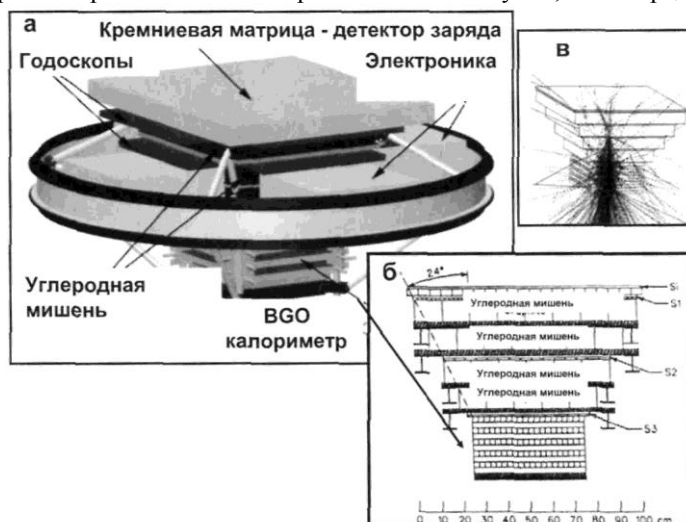 а
Кремниевая матрица - детектор заряда
Годоскопы
Электроника
Углеродная
мишень
BGO
калориметр
в
б
24°
Si
Углеродная мишень
S1
Углеродная мишень
Углеродная мишень
S2
Углеродная мишень
S3
0 10 20 30 40 50 60 70 80 90 100 cm